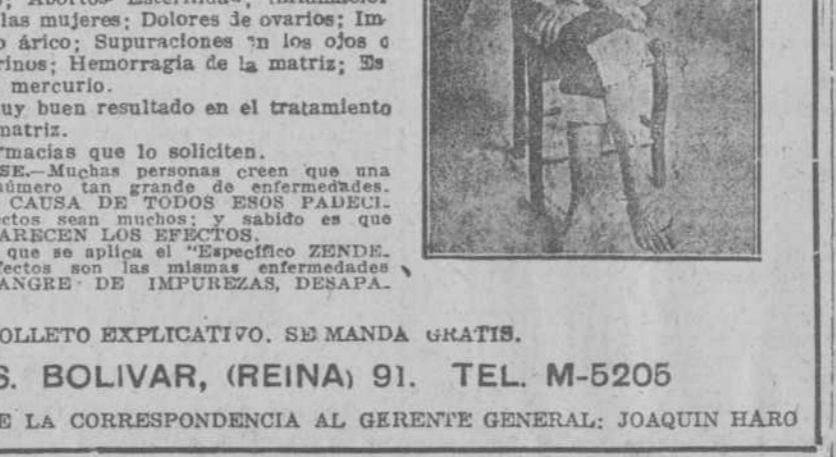 las mujeres; Dolores de ovarios; Im-
árico; Supuraciones en los ojos o
rinos; Hemorragia de la matriz; Es
mercurio.
uy buen resultado en el tratamiento
matriz.
rmacias que lo soliciten.
SE.—Muchas personas creen que una
número tan grande de enfermedades.
CAUSA DE TODOS ESOS PADECI-
ctos sean muchos; y sabido es que
ARECEN LOS EFECTOS.
que se aplica el "Específico ZENDE-
fectos son las mismas enfermedades
ANGRE DE IMPUREZAS, DESAPA-
OLLETO EXPLICATIVO. SE MANDA GRATIS.
S. BOLIVAR, (REINA) 91. TEL. M-5205
E LA CORRESPONDENCIA AL GERENTE GENERAL: JOAQUIN HARO